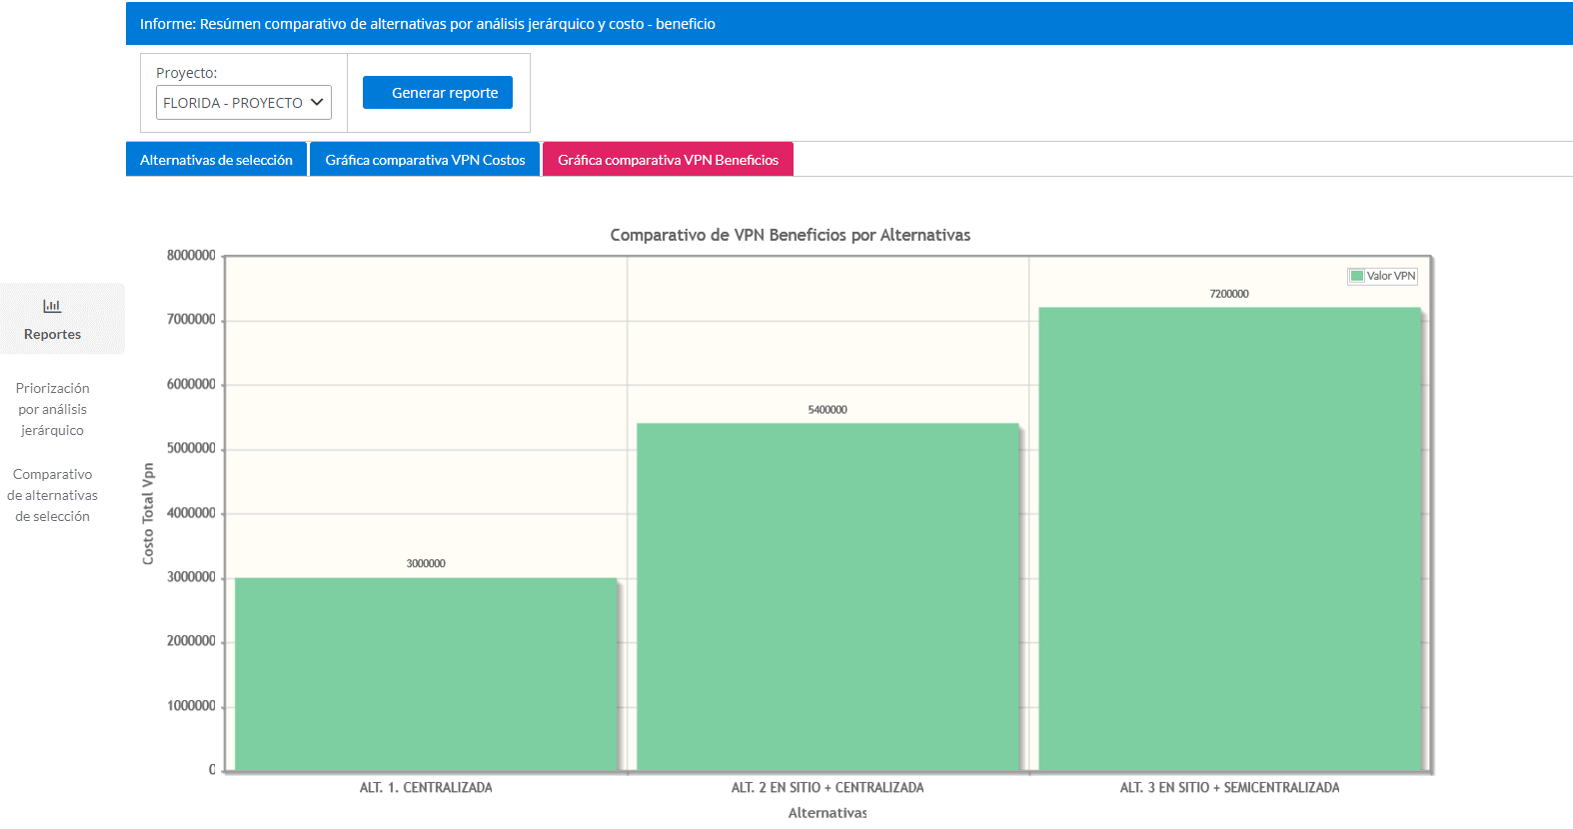 Informe: Resúmen comparativo de alternativas por análisis jerárquico y costo - beneficio
Proyecto:
FLORIDA - PROYECTO
Generar reporte
Alternativas de selección
Gráfica comparativa VPN Costos
Gráfica comparativa VPN Beneficios
Reportes
Priorización
por análisis
jerárquico
Comparativo
de alternativas
de selección
Comparativo de VPN Beneficios por Alternativas
Valor VPN
8000000
7000000
6000000
5000000
4000000
3000000
2000000
1000000
0
Costo Total Vpn
3000000
5400000
7200000
ALT. 1. CENTRALIZADA
ALT. 2 EN SITIO + CENTRALIZADA
ALT. 3 EN SITIO + SEMICENTRALIZADA
Alternativas